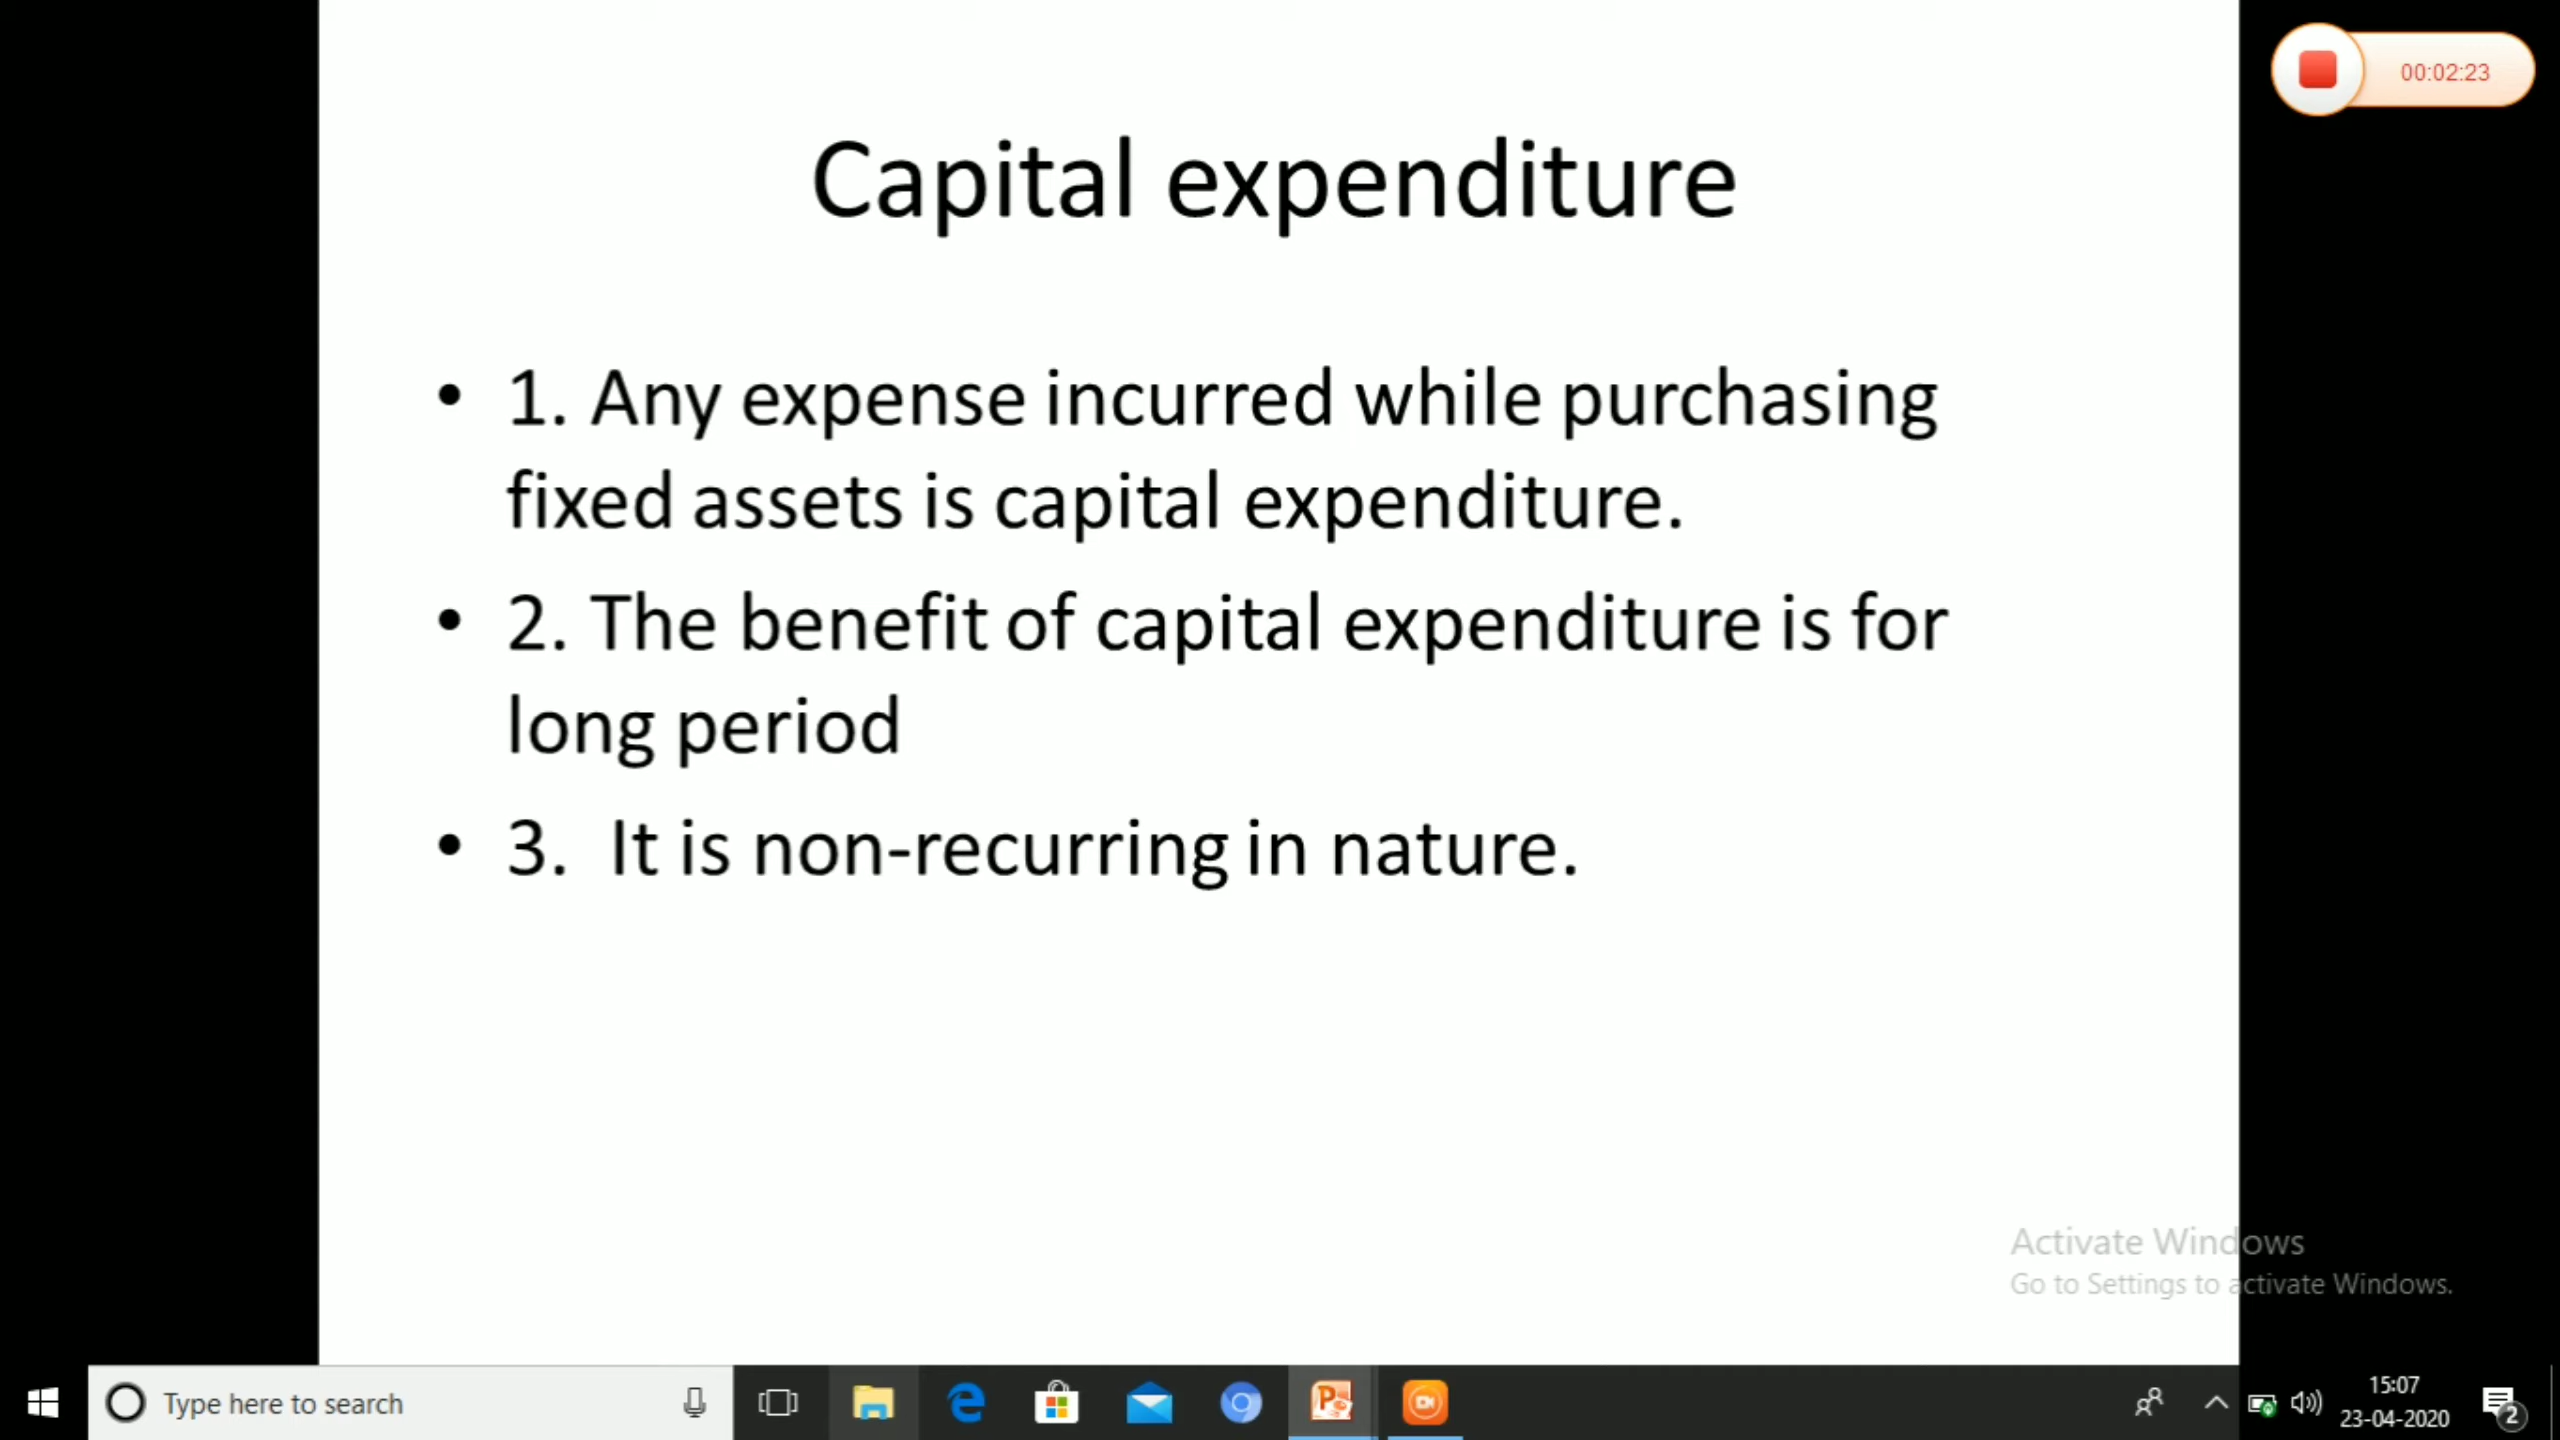 00:02:23
Capital expenditure
• 1. Any expense incurred while purchasing
fixed assets is capital expenditure.
• 2. The benefit of capital expenditure is for
long period
• 3.  It is non-recurring in nature.
Activate Windows
Go to Settings to activate Windows.
Type here to search
15:07
23-04-2020
2